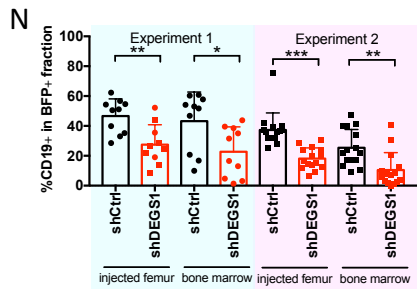 N
Experiment 1
Experiment 2
** * *** **
%CD19+ in BFP+ fraction
100
80
60
40
20
0
shCtrl shDEGS1 shCtrl shDEGS1 shCtrl shDEGS1 shCtrl shDEGS1
injected femur bone marrow injected femur bone marrow